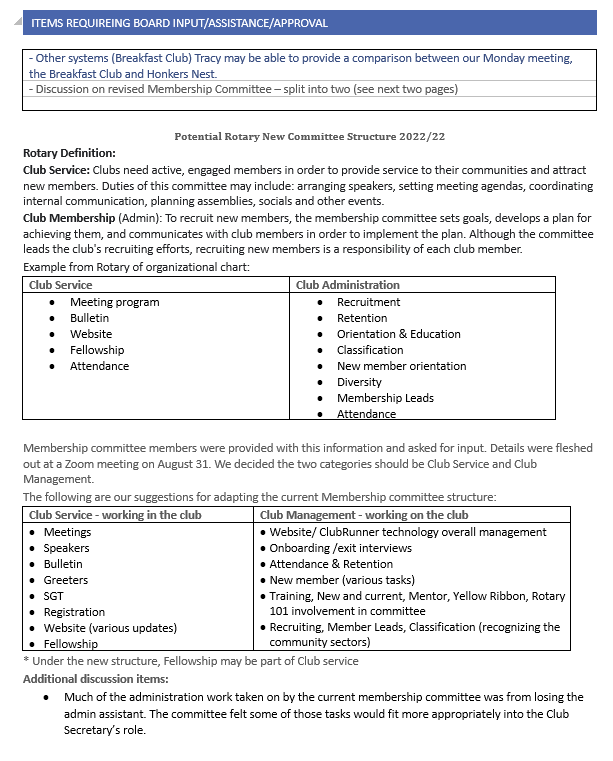 ITEMS REQUIREING BOARD INPUT/ASSISTANCE/APPROVAL
- Other systems (Breakfast Club) Tracy may be able to provide a comparison between our Monday meeting,
the Breakfast Club and Honkers Nest.
- Discussion on revised Membership Committee – split into two (see next two pages)
Potential Rotary New Committee Structure 2022/22
Rotary Definition:
Club Service: Clubs need active, engaged members in order to provide service to their communities and attract
new members. Duties of this committee may include: arranging speakers, setting meeting agendas, coordinating
internal communication, planning assemblies, socials and other events.
Club Membership (Admin): To recruit new members, the membership committee sets goals, develops a plan for
achieving them, and communicates with club members in order to implement the plan. Although the committee
leads the club's recruiting efforts, recruiting new members is a responsibility of each club member.
Example from Rotary of organizational chart:
Club Service
• Meeting program
• Bulletin
• Website
• Fellowship
• Attendance
Club Administration
• Recruitment
• Retention
• Orientation & Education
• Classification
• New member orientation
• Diversity
• Membership Leads
• Attendance
Membership committee members were provided with this information and asked for input. Details were fleshed
out at a Zoom meeting on August 31. We decided the two categories should be Club Service and Club
Management.
The following are our suggestions for adapting the current Membership committee structure:
Club Service - working in the club
• Meetings
• Speakers
• Bulletin
• Greeters
• SGT
• Registration
• Website (various updates)
• Fellowship
Club Management - working on the club
• Website/ ClubRunner technology overall management
• Onboarding /exit interviews
• Attendance & Retention
• New member (various tasks)
• Training, New and current, Mentor, Yellow Ribbon, Rotary
101 involvement in committee
• Recruiting, Member Leads, Classification (recognizing the
community sectors)
* Under the new structure, Fellowship may be part of Club service
Additional discussion items:
• Much of the administration work taken on by the current membership committee was from losing the
admin assistant. The committee felt some of those tasks would fit more appropriately into the Club
Secretary’s role.